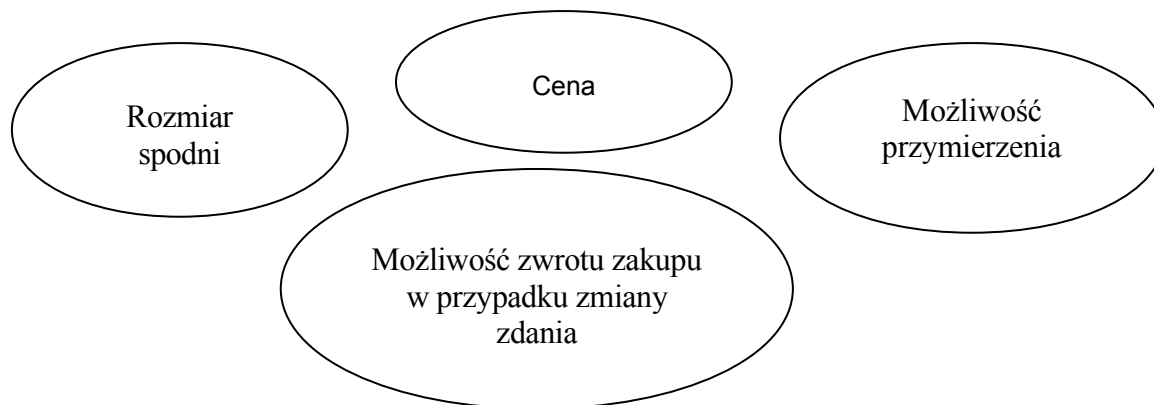 Rozmiar
spodni
Cena
Możliwość
przymierzenia
Możliwość zwrotu zakupu
w przypadku zmiany
zdania